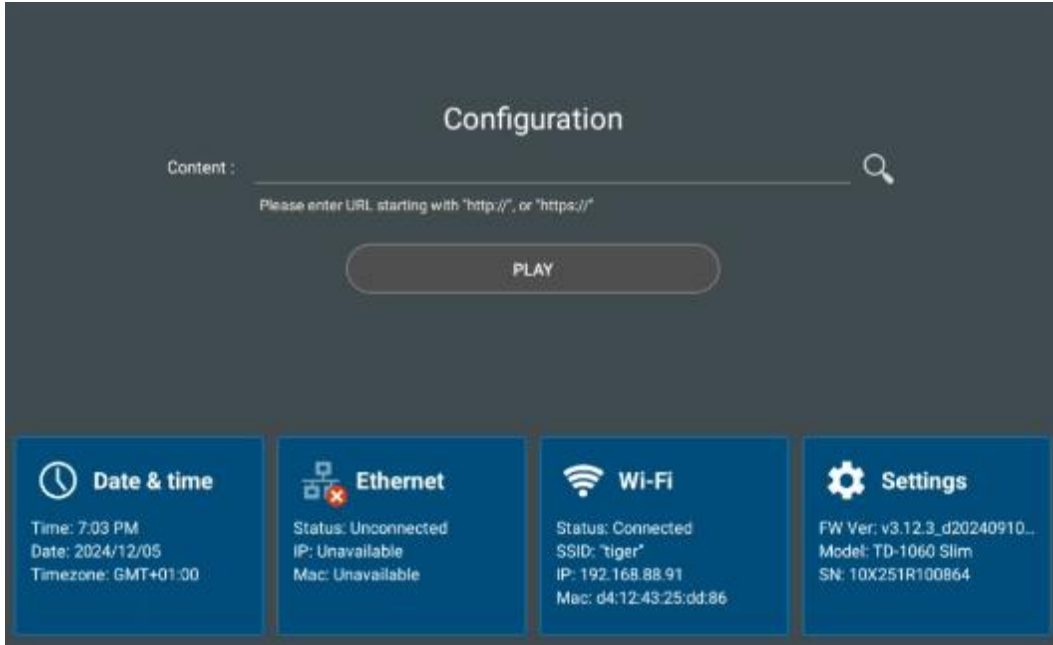 Configuration
Content :
Please enter URL starting with "http://", or "https://"
PLAY
Date & time
Time: 7:03 PM
Date: 2024/12/05
Timezone: GMT+01:00
Ethernet
Status: Unconnected
IP: Unavailable
Mac: Unavailable
Wi-Fi
Status: Connected
SSID: "tiger"
IP: 192.168.88.91
Mac: d4:12:43:25:dd:86
Settings
FW Ver: v3.12.3_d20240910...
Model: TD-1060 Slim
SN: 10X251R100864